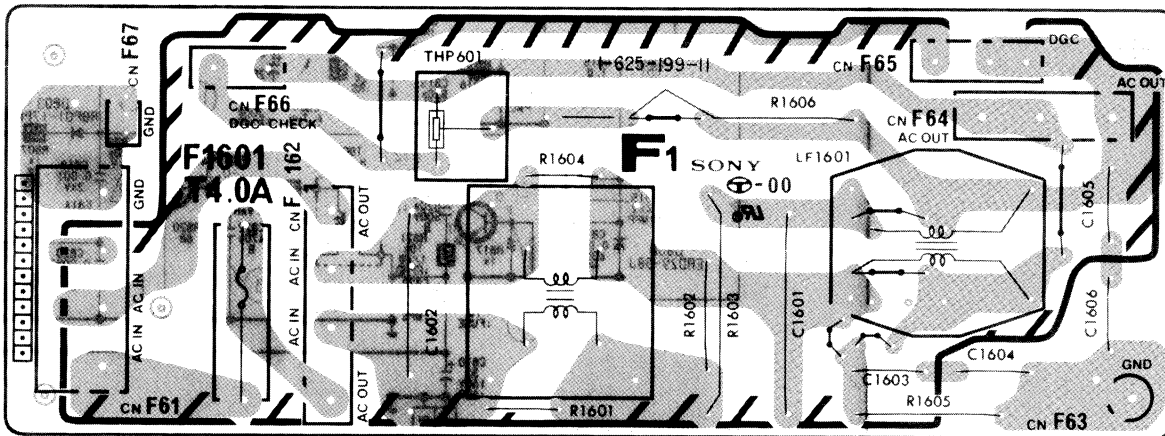 CN F67
GND
GND
AC IN
AC IN
CN F61
CN F66
DGC CHECK
F1601
T4.0A
CN F 162
AC OUT
AC IN
AC IN
AC OUT
THP601
1-625-199-11
R1604
F1 SONY
T-00
R1606
CN F65
DGC
AC OUT
CN F64
AC OUT
LF1601
C1605
C1606
C1602
R1602
R1603
C1601
C1604
C1603
R1605
R1601
GND
CN F63